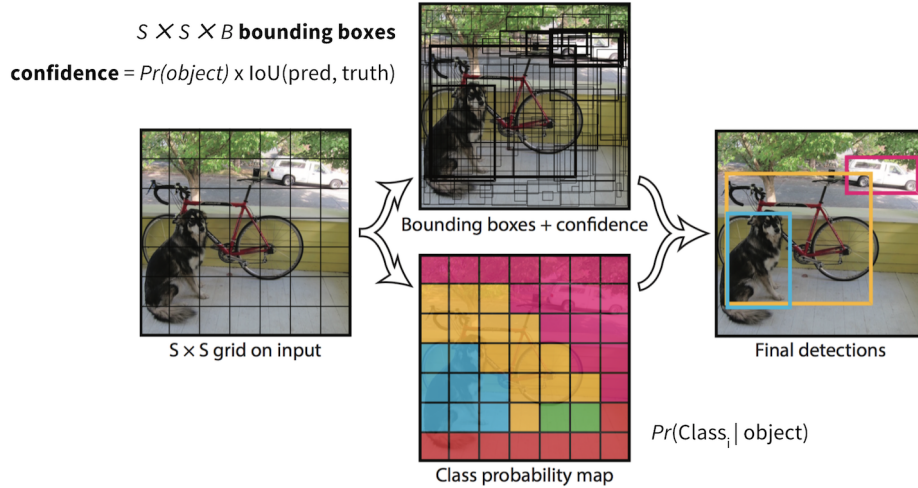 S × S × B bounding boxes
confidence = Pr(object) x IoU(pred, truth)
Bounding boxes + confidence
S × S grid on input
Final detections
Pr(Classᵢ | object)
Class probability map